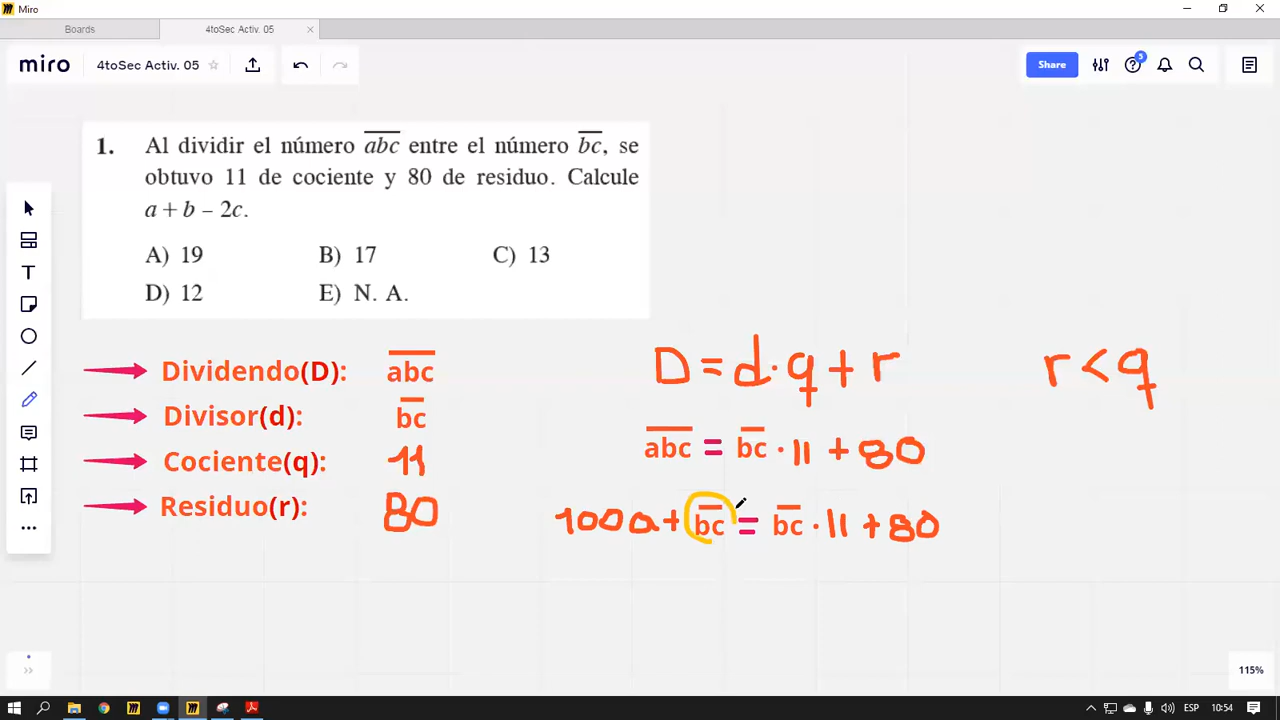 Miro
Boards
4toSec Activ. 05
miro
4toSec Activ. 05
Share
5
1. Al dividir el número abc entre el número bc, se
obtuvo 11 de cociente y 80 de residuo. Calcule
a + b – 2c.
A) 19 B) 17 C) 13
D) 12 E) N. A.
Dividendo(D): abc
Divisor(d): bc
Cociente(q): 11
Residuo(r): 80
D = d · q + r
r < q
abc = bc · 11 + 80
100a + bc = bc · 11 + 80
115%
ESP 10:54